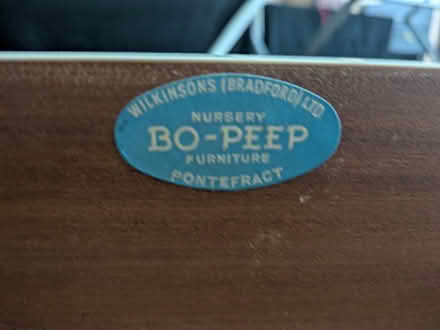 WILKINSONS (BRADFORD) LTD.
NURSERY
BO-PEEP
FURNITURE
PONTEFRACT